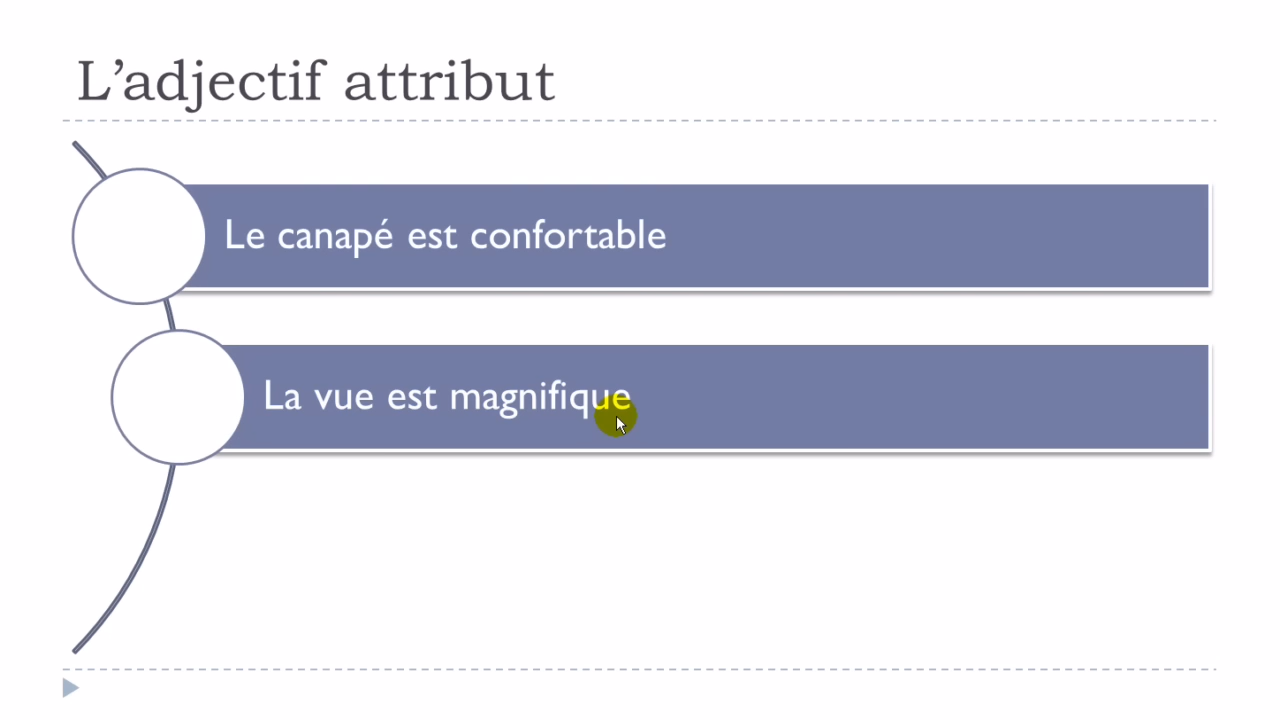 L’adjectif attribut
Le canapé est confortable
La vue est magnifique